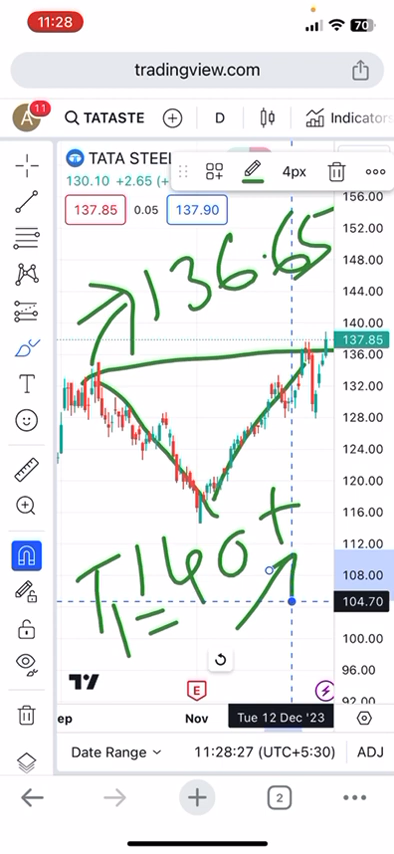 11:28
70
tradingview.com
A 11 TATASTE D Indicators
TATA STEEL
4px
130.10 +2.65 (+
137.85 0.05 137.90
156.00
152.00
148.00
144.00
140.00
137.85
136.00
132.00
128.00
124.00
120.00
116.00
112.00
108.00
104.70
100.00
96.00
92.00
136.65
T1= 140+
E
ep Nov Tue 12 Dec '23
Date Range 11:28:27 (UTC+5:30) ADJ
2